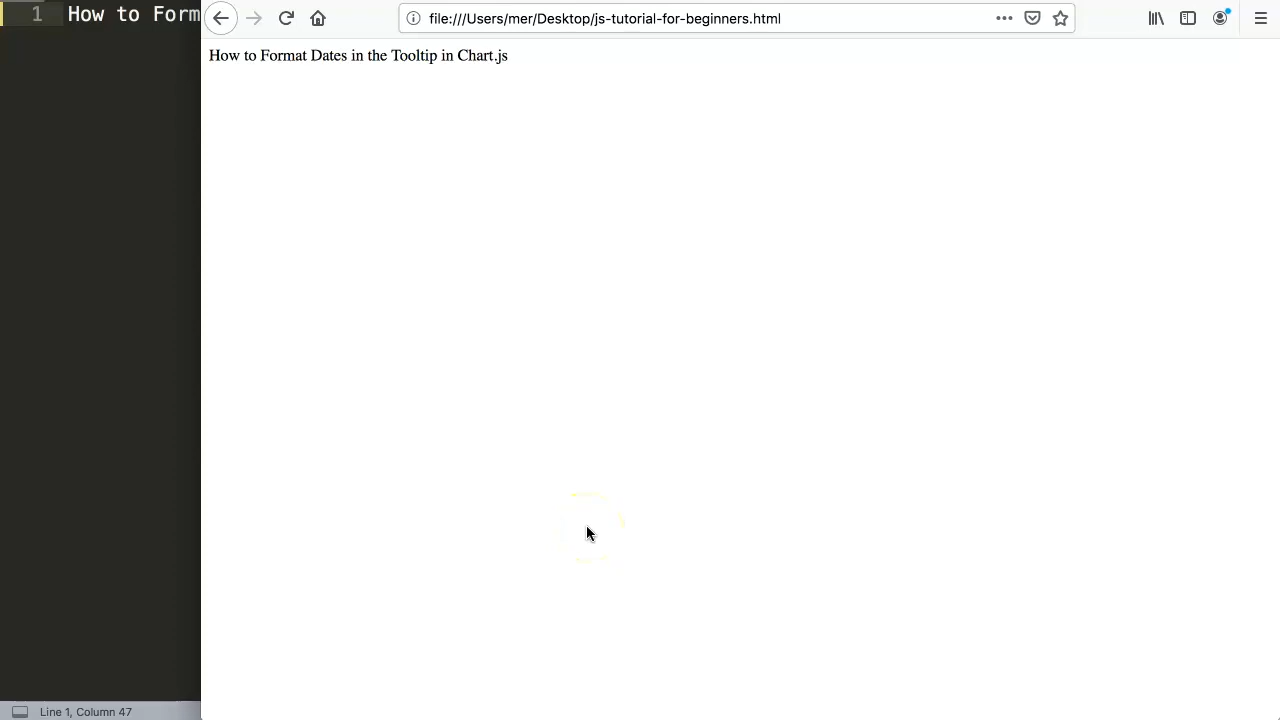 1 How to Form
file:///Users/mer/Desktop/js-tutorial-for-beginners.html
How to Format Dates in the Tooltip in Chart.js
Line 1, Column 47